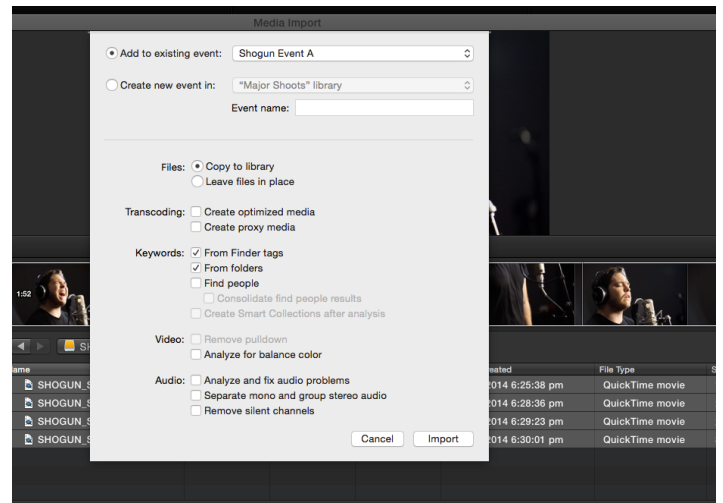 Media Import
Add to existing event: Shogun Event A
Create new event in: "Major Shoots" library
Event name:
Files: Copy to library
Leave files in place
Transcoding: Create optimized media
Create proxy media
Keywords: From Finder tags
From folders
Find people
Consolidate find people results
Create Smart Collections after analysis
1:52
Video: Remove pulldown
Analyze for balance color
Audio: Analyze and fix audio problems
Separate mono and group stereo audio
Remove silent channels
Cancel Import
File Type
SHOGUN_S 2014 6:25:38 pm QuickTime movie
SHOGUN_S 2014 6:28:36 pm QuickTime movie
SHOGUN_S 2014 6:29:23 pm QuickTime movie
SHOGUN_S 2014 6:30:01 pm QuickTime movie